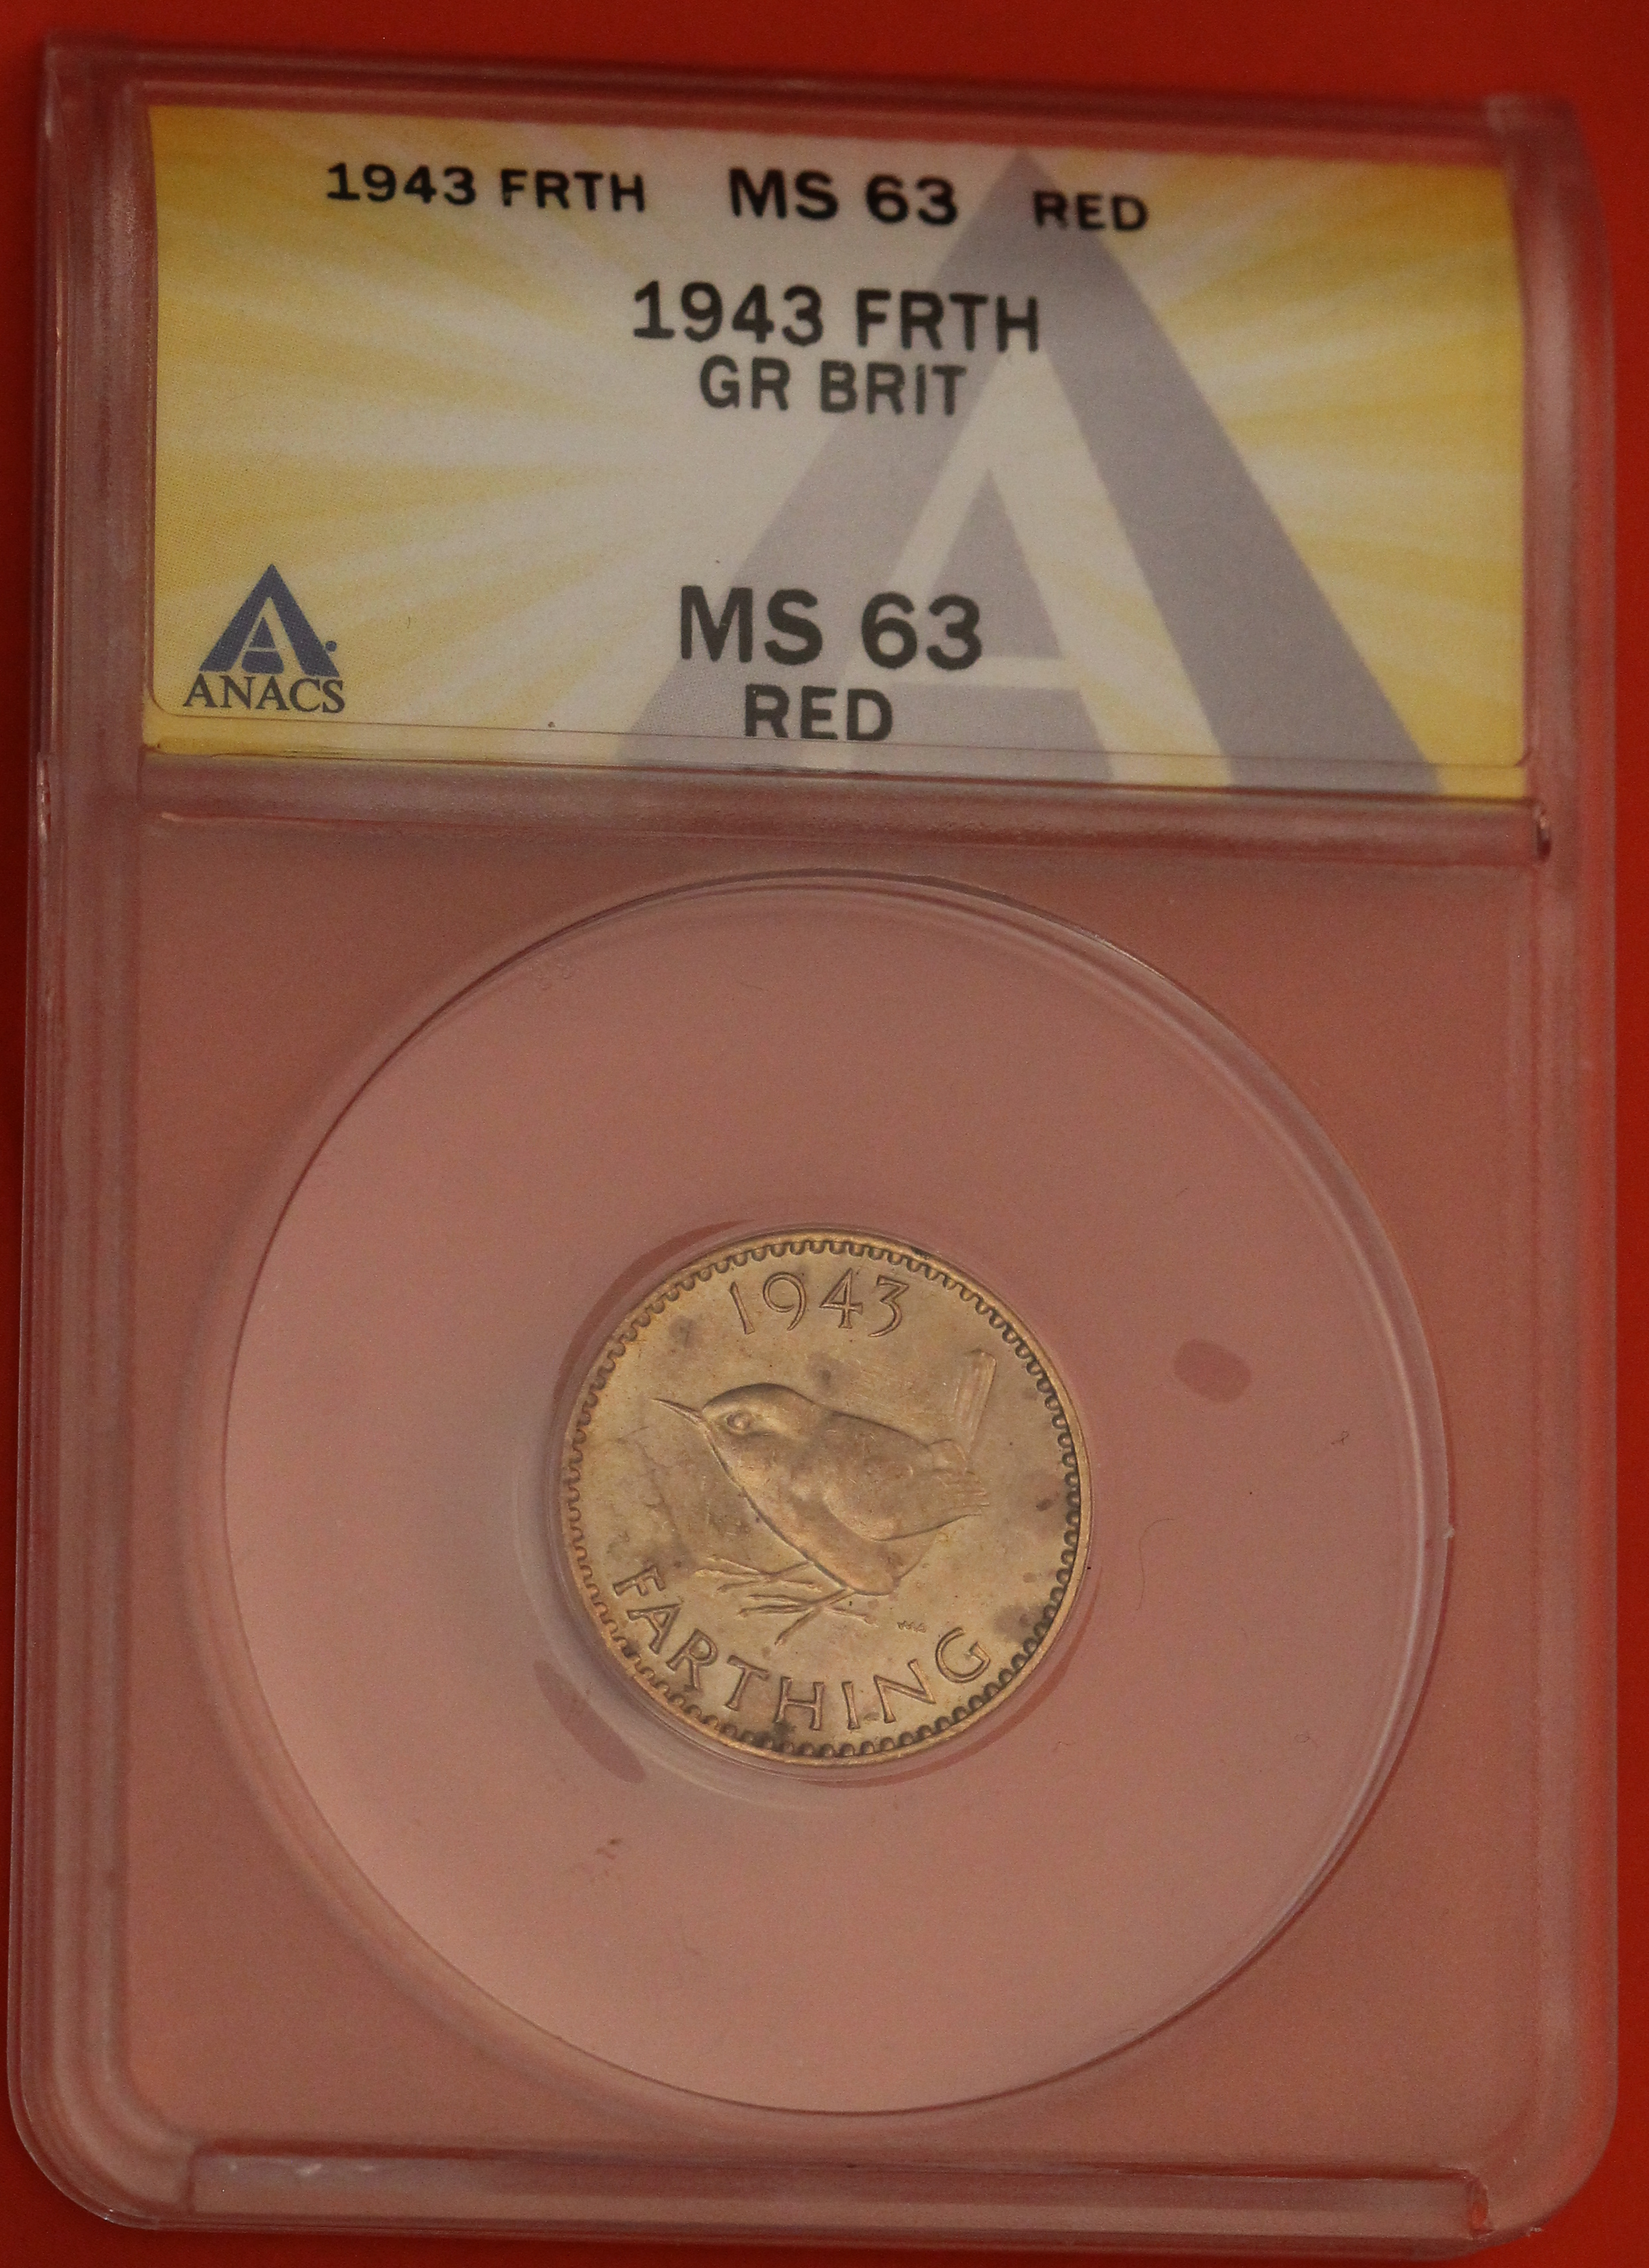 1943 FRTH MS 63 RED
1943 FRTH
GR BRIT
MS 63
RED
ANACS
1943
FARTHING